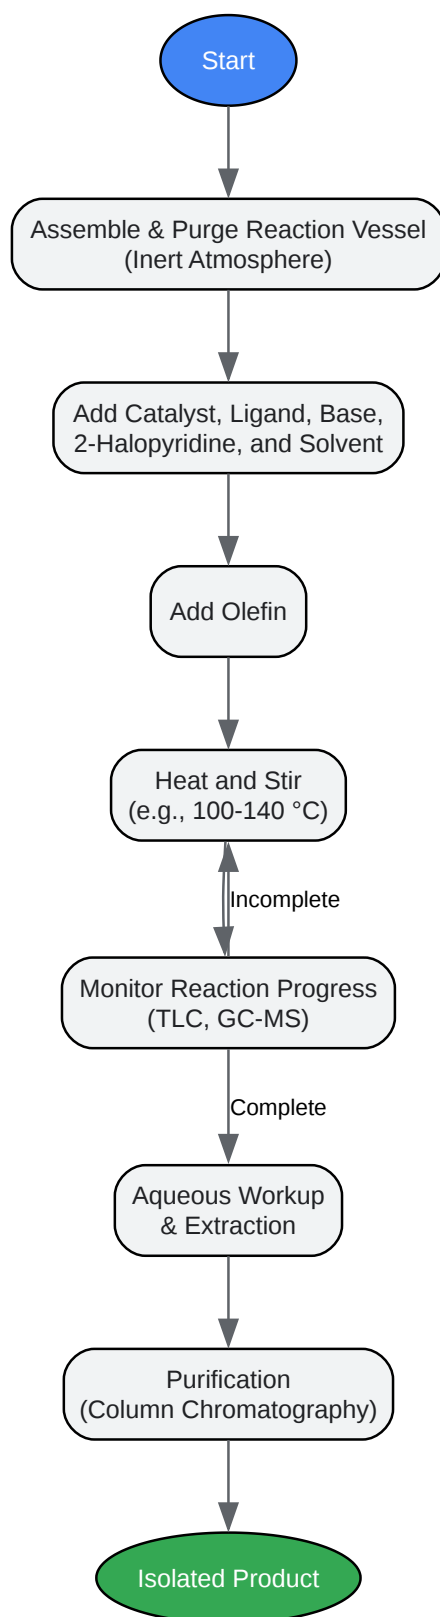 Start
Assemble & Purge Reaction Vessel
(Inert Atmosphere)
Add Catalyst, Ligand, Base,
2-Halopyridine, and Solvent
Add Olefin
Heat and Stir
(e.g., 100-140 °C)
Incomplete
Monitor Reaction Progress
(TLC, GC-MS)
Complete
Aqueous Workup
& Extraction
Purification
(Column Chromatography)
Isolated Product